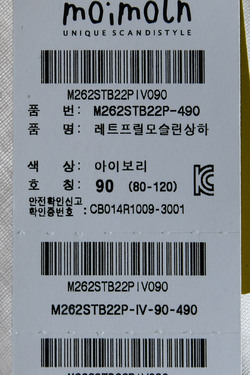 moimoln
UNIQUE SCANDISTYLE
M262STB22PIV090
품 번: M262STB22P-490
품 명: 레트프릴모슬린상하
색 상: 아이보리
호 칭: 90 (80-120)
안전확인신고
확인증번호 : CB014R1009-3001
M262STB22PIV090
M262STB22P-IV-90-490